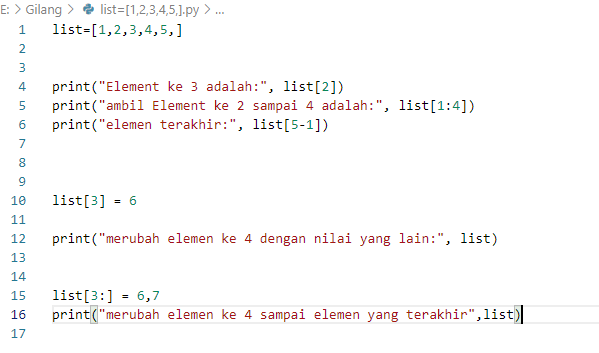 E: > Gilang > list=[1,2,3,4,5,].py > ...
1 list=[1,2,3,4,5,]
2
3
4 print("Element ke 3 adalah:", list[2])
5 print("ambil Element ke 2 sampai 4 adalah:", list[1:4])
6 print("elemen terakhir:", list[5-1])
7
8
9
10 list[3] = 6
11
12 print("merubah elemen ke 4 dengan nilai yang lain:", list)
13
14
15 list[3:] = 6,7
16 print("merubah elemen ke 4 sampai elemen yang terakhir",list)
17